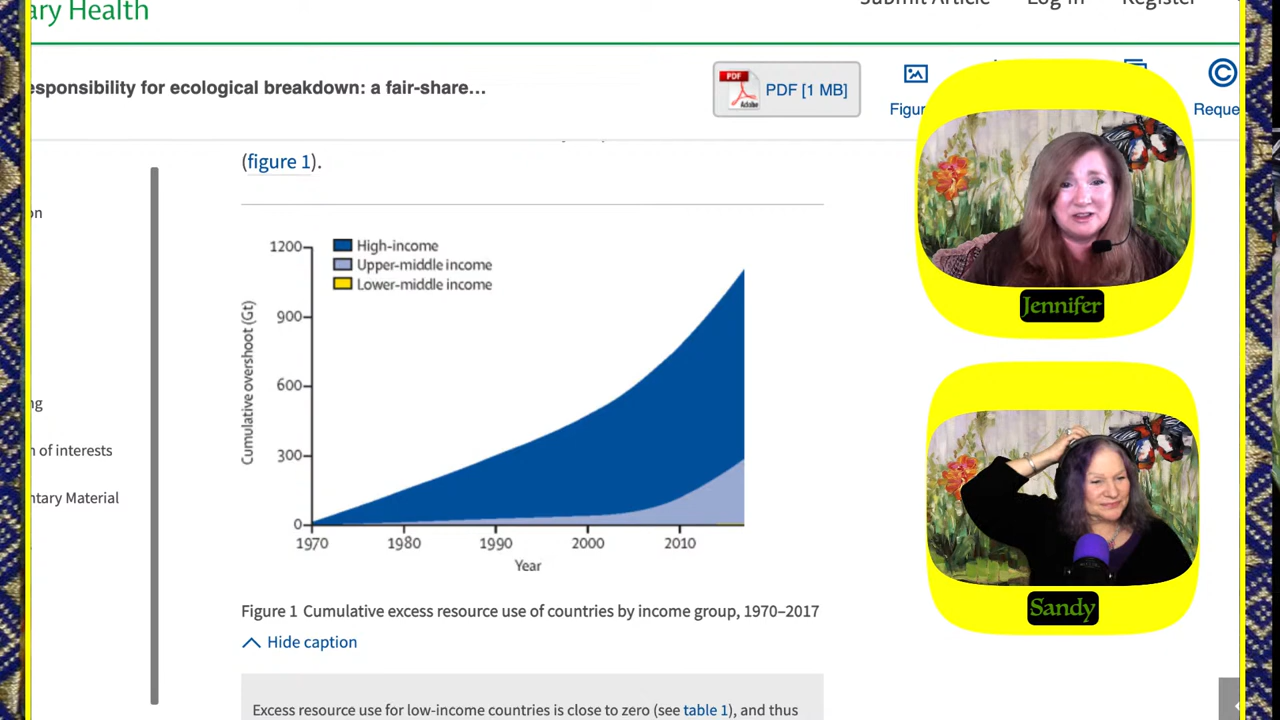 ary Health
Submit Article Log in Register
esponsibility for ecological breakdown: a fair-share…
PDF
Adobe
PDF [1 MB]
Figur
Reque
(figure 1).
on
ng
n of interests
ntary Material
High-income
Upper-middle income
Lower-middle income
1200
900
600
300
0
Cumulative overshoot (Gt)
1970 1980 1990 2000 2010
Year
Figure 1 Cumulative excess resource use of countries by income group, 1970–2017
Hide caption
Excess resource use for low-income countries is close to zero (see table 1), and thus
Jennifer
Sandy